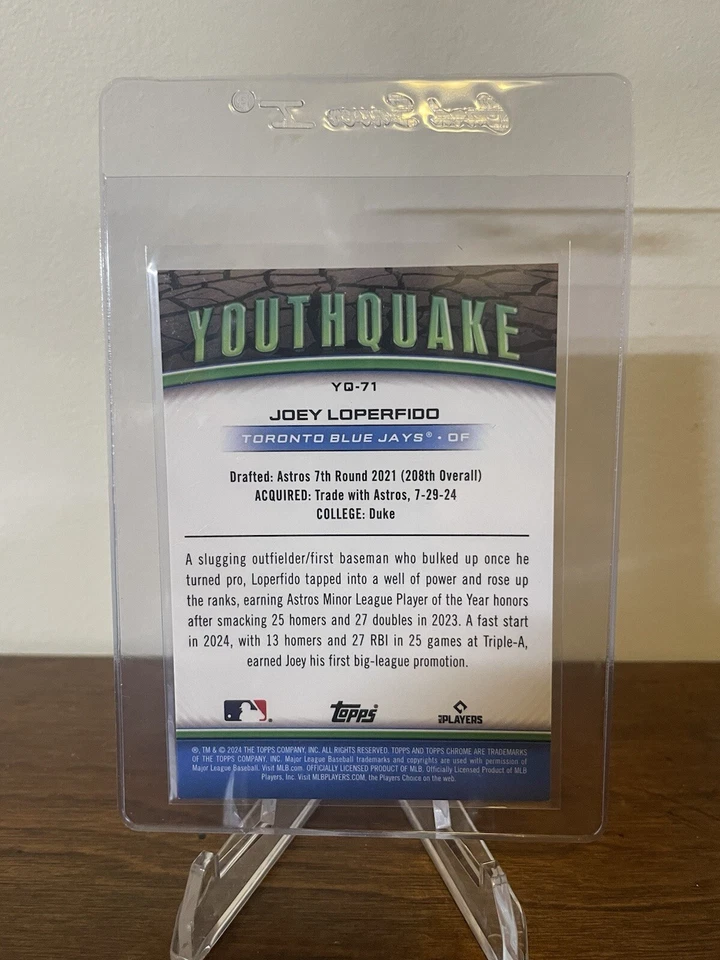 Card Saver I®
YOUTHQUAKE
YQ-71
JOEY LOPERFIDO
TORONTO BLUE JAYS® • OF
Drafted: Astros 7th Round 2021 (208th Overall)
ACQUIRED: Trade with Astros, 7-29-24
COLLEGE: Duke
A slugging outfielder/first baseman who bulked up once he
turned pro, Loperfido tapped into a well of power and rose up
the ranks, earning Astros Minor League Player of the Year honors
after smacking 25 homers and 27 doubles in 2023. A fast start
in 2024, with 13 homers and 27 RBI in 25 games at Triple-A,
earned Joey his first big-league promotion.
Topps® PLAYERS
®, TM & © 2024 THE TOPPS COMPANY, INC. ALL RIGHTS RESERVED. TOPPS AND TOPPS CHROME ARE TRADEMARKS
OF THE TOPPS COMPANY, INC. Major League Baseball trademarks and copyrights are used with permission of
Major League Baseball. Visit MLB.com. OFFICIALLY LICENSED PRODUCT OF MLB
Players, Inc. Visit MLBPLAYERS.COM, the Players Choice on the web.